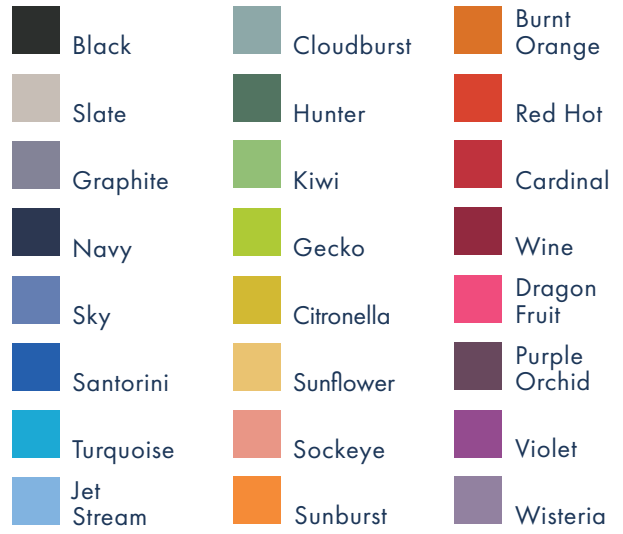 Black
Slate
Graphite
Navy
Sky
Santorini
Turquoise
Jet
Stream
Cloudburst
Hunter
Kiwi
Gecko
Citronella
Sunflower
Sockeye
Sunburst
Burnt
Orange
Red Hot
Cardinal
Wine
Dragon
Fruit
Purple
Orchid
Violet
Wisteria